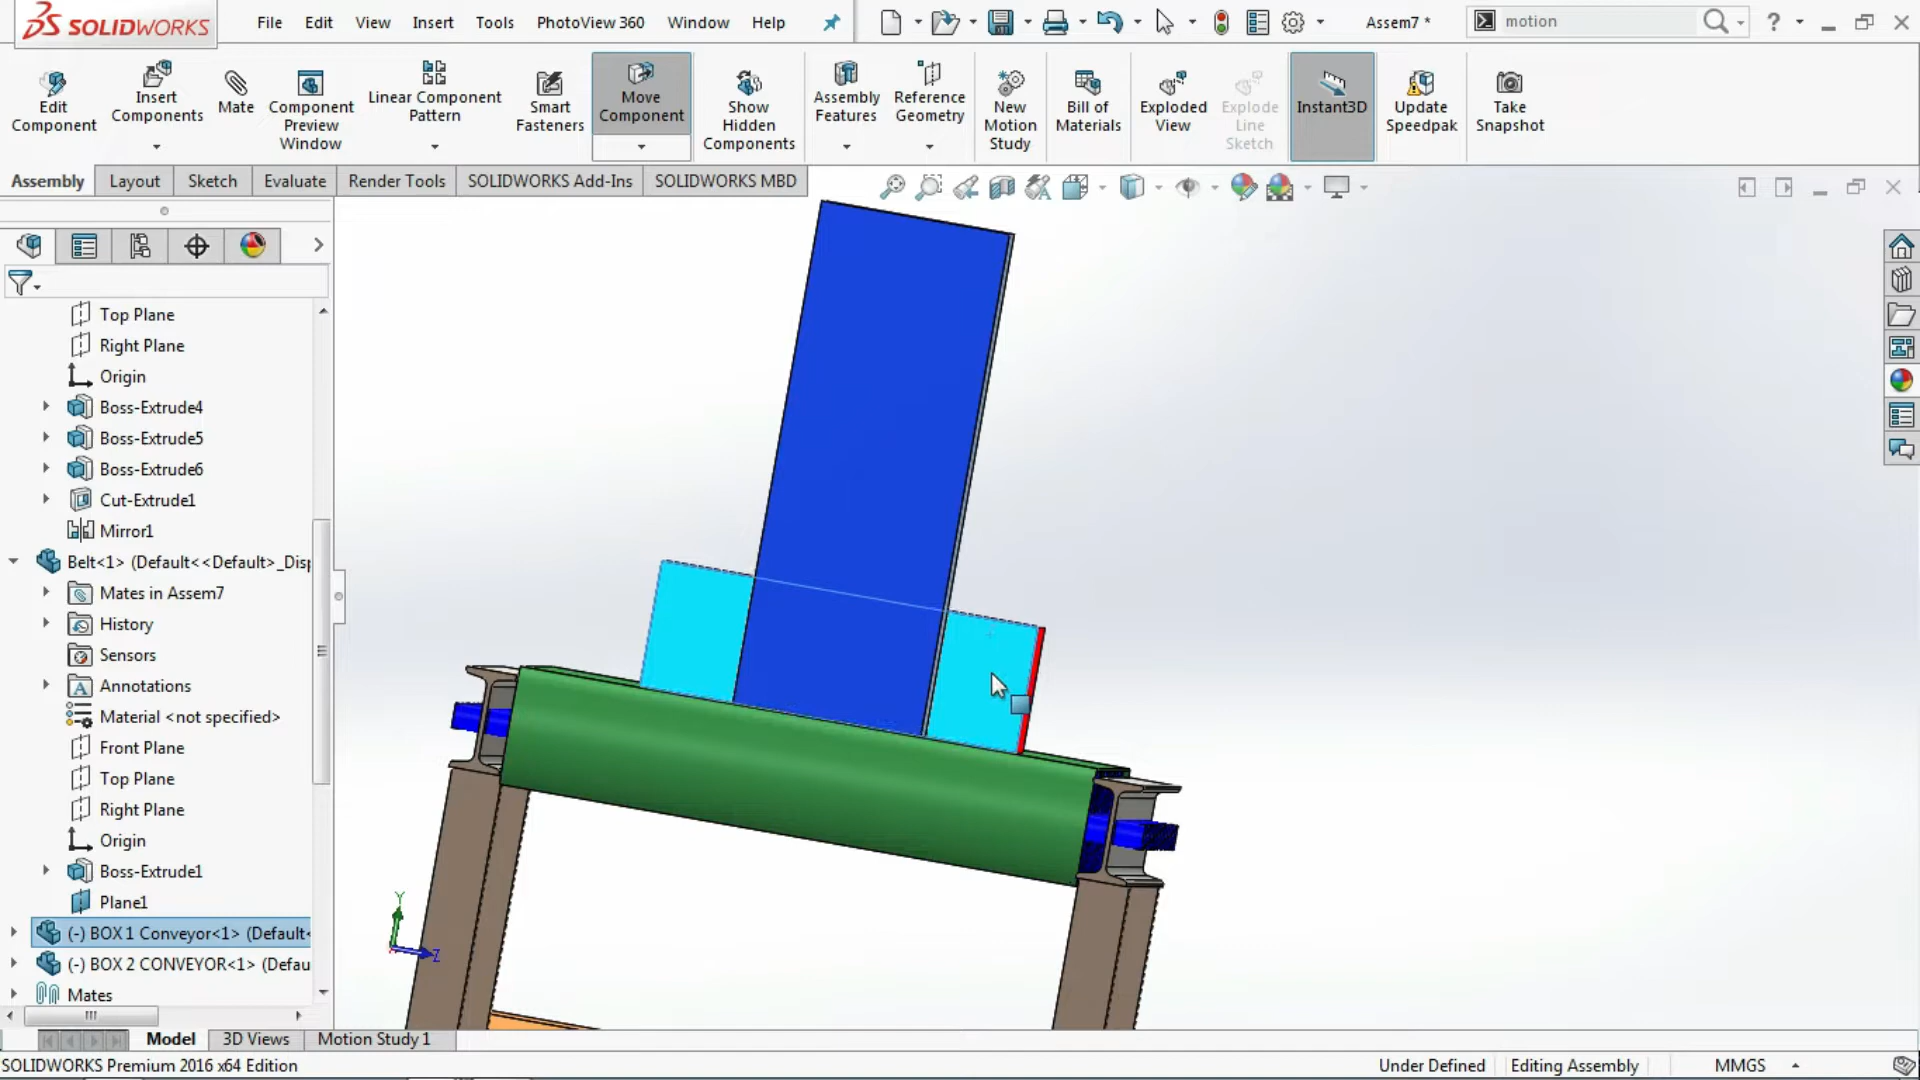 SOLIDWORKS
File Edit View Insert Tools PhotoView 360 Window Help
Assem7 *
motion
?
Edit Component
Insert Components
Mate
Component Preview Window
Linear Component Pattern
Smart Fasteners
Move Component
Show Hidden Components
Assembly Features
Reference Geometry
New Motion Study
Bill of Materials
Exploded View
Explode Line Sketch
Instant3D
Update Speedpak
Take Snapshot
Assembly Layout Sketch Evaluate Render Tools SOLIDWORKS Add-Ins SOLIDWORKS MBD
Top Plane
Right Plane
Origin
Boss-Extrude4
Boss-Extrude5
Boss-Extrude6
Cut-Extrude1
Mirror1
Belt<1> (Default<<Default>_Disp
Mates in Assem7
History
Sensors
Annotations
Material <not specified>
Front Plane
Top Plane
Right Plane
Origin
Boss-Extrude1
Plane1
(-) BOX 1 Conveyor<1> (Default<
(-) BOX 2 CONVEYOR<1> (Defau
Mates
Y
Z
Model 3D Views Motion Study 1
SOLIDWORKS Premium 2016 x64 Edition
Under Defined Editing Assembly MMGS